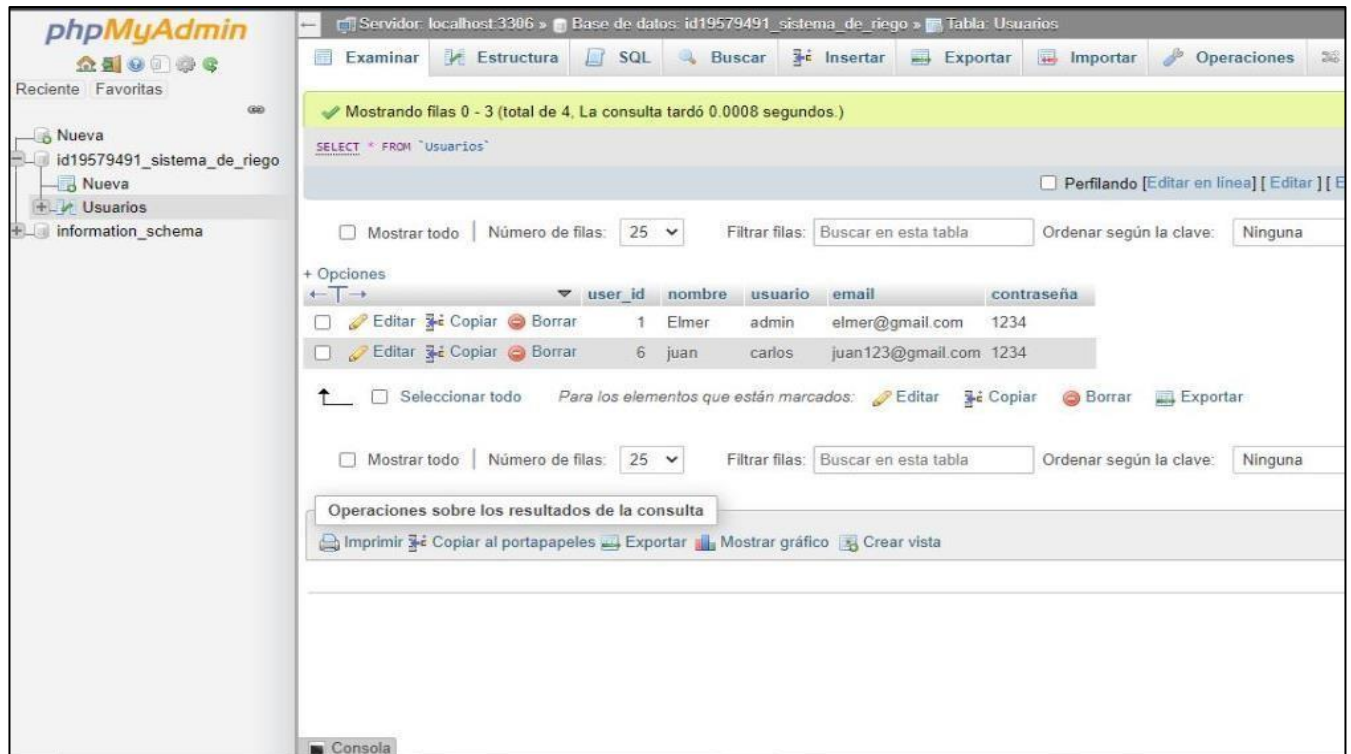 phpMyAdmin
Reciente Favoritas
Nueva
id19579491_sistema_de_riego
Nueva
Usuarios
information_schema
Servidor: localhost:3306 » Base de datos: id19579491_sistema_de_riego » Tabla: Usuarios
Examinar Estructura SQL Buscar Insertar Exportar Importar Operaciones
Mostrando filas 0 - 3 (total de 4, La consulta tardó 0.0008 segundos.)
SELECT * FROM `Usuarios`
Perfilando [Editar en línea] [ Editar ] [ E
Mostrar todo | Número de filas: 25 Filtrar filas: Buscar en esta tabla Ordenar según la clave: Ninguna
+ Opciones
←T→ user_id nombre usuario email contraseña
Editar Copiar Borrar 1 Elmer admin elmer@gmail.com 1234
Editar Copiar Borrar 6 juan carlos juan123@gmail.com 1234
Seleccionar todo Para los elementos que están marcados: Editar Copiar Borrar Exportar
Mostrar todo | Número de filas: 25 Filtrar filas: Buscar en esta tabla Ordenar según la clave: Ninguna
Operaciones sobre los resultados de la consulta
Imprimir Copiar al portapapeles Exportar Mostrar gráfico Crear vista
Consola